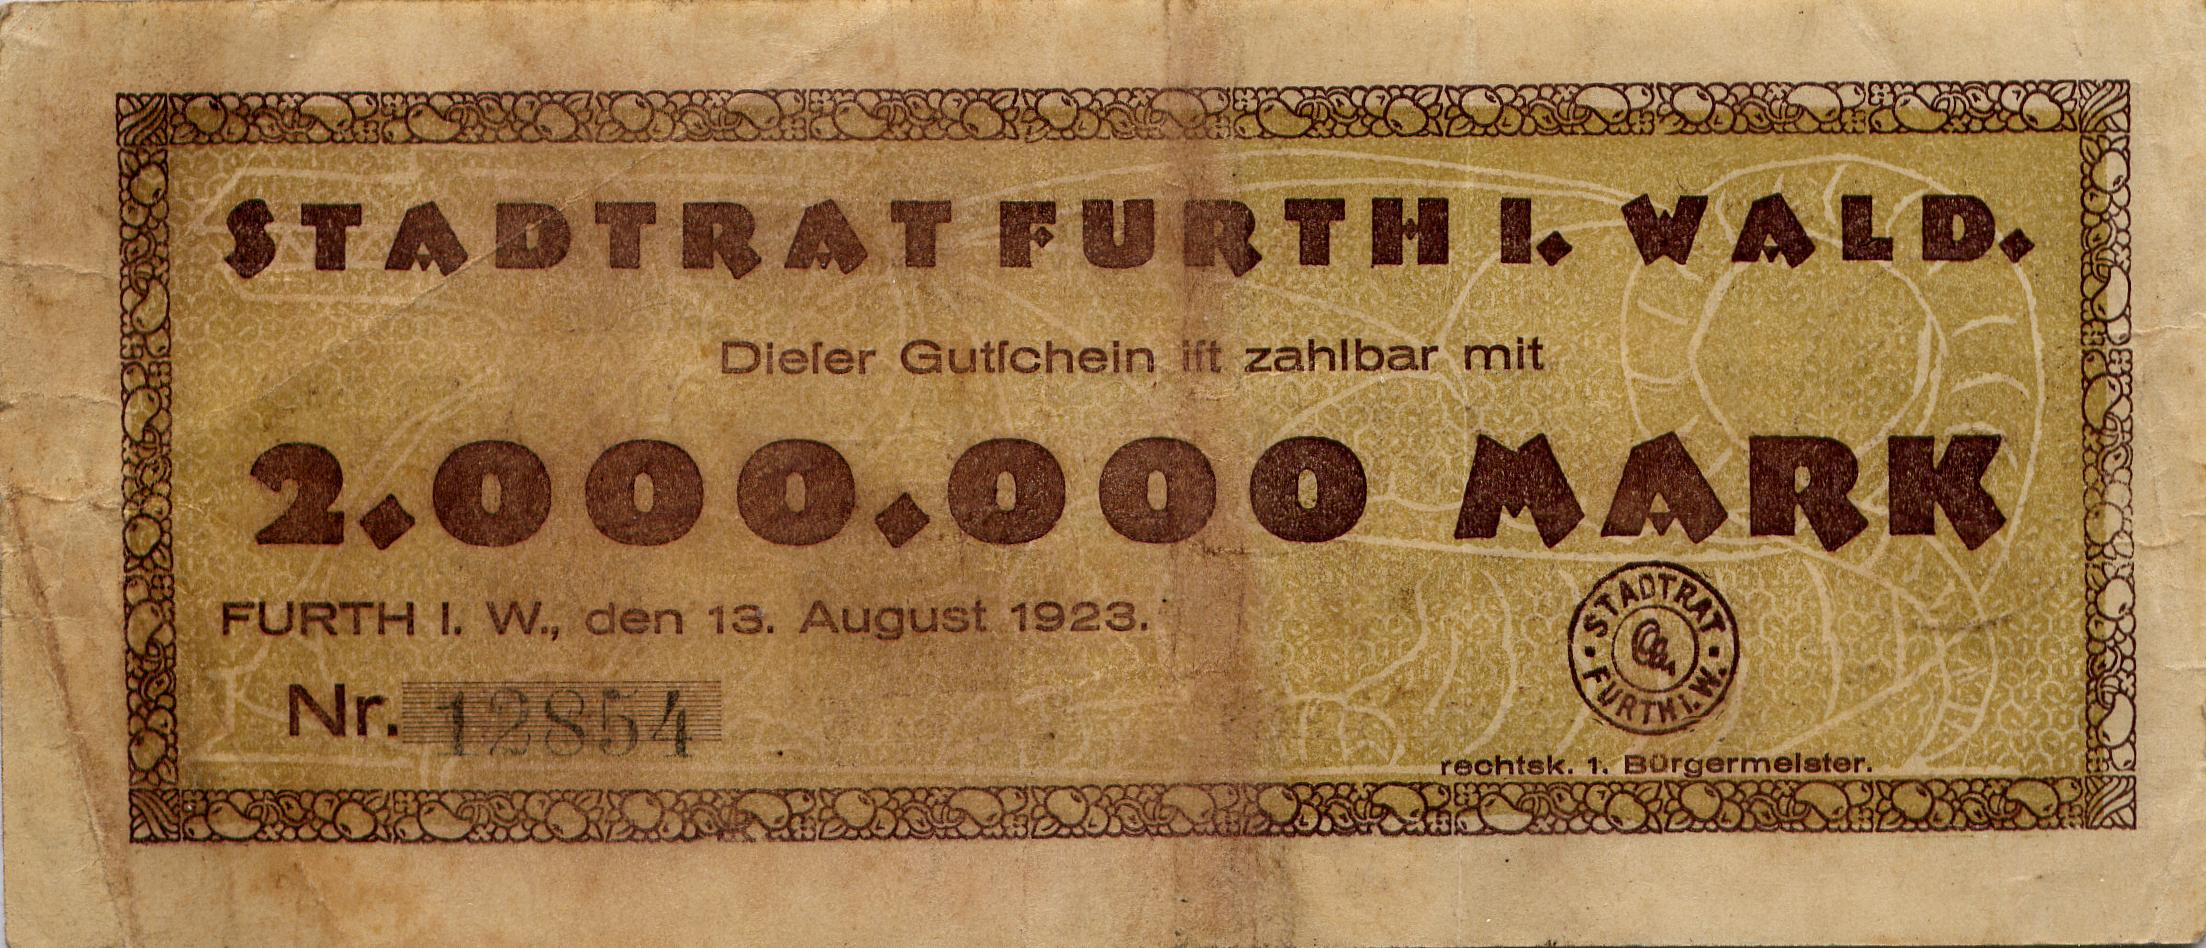 STADTRAT FURTH I. WALD.
Dieſer Gutſchein iſt zahlbar mit
2.000.000 MARK
FURTH I. W., den 13. August 1923.
STADTRAT
FURTH I. W.
Nr. 12854
rechtsk. 1. Bürgermeister.